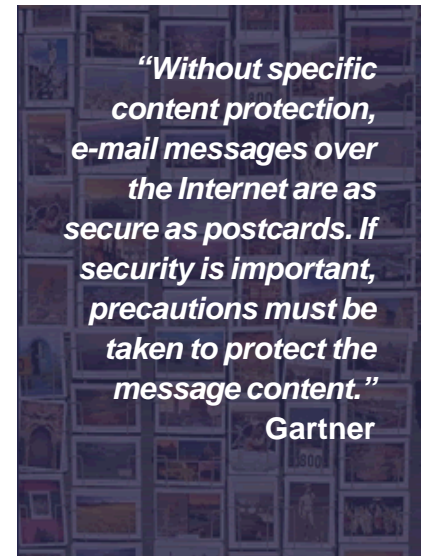 “Without specific
content protection,
e-mail messages over
the Internet are as
secure as postcards. If
security is important,
precautions must be
taken to protect the
message content.”
Gartner